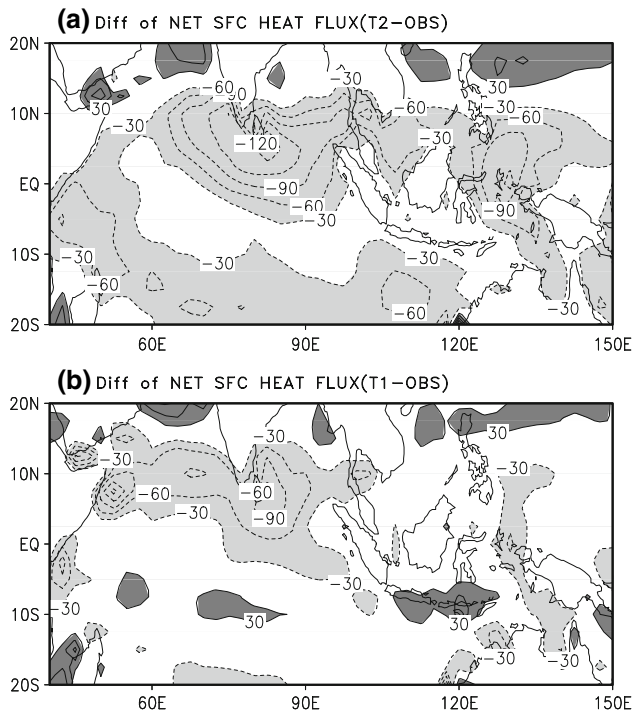 (a) Diff of NET SFC HEAT FLUX(T2-OBS)
20N
-60 -90 -30 30
30
10N -30 -60 -30
-120 -30 -60
EQ
-90
-60 -90
-30
10S -30 -30 -30
-60 -60 -30
20S
60E 90E 120E 150E
(b) Diff of NET SFC HEAT FLUX(T1-OBS)
20N
-30 30
10N -30 -30
-60 -60
-30 -90
EQ
10S -30 30 30
-30 -30
20S
60E 90E 120E 150E